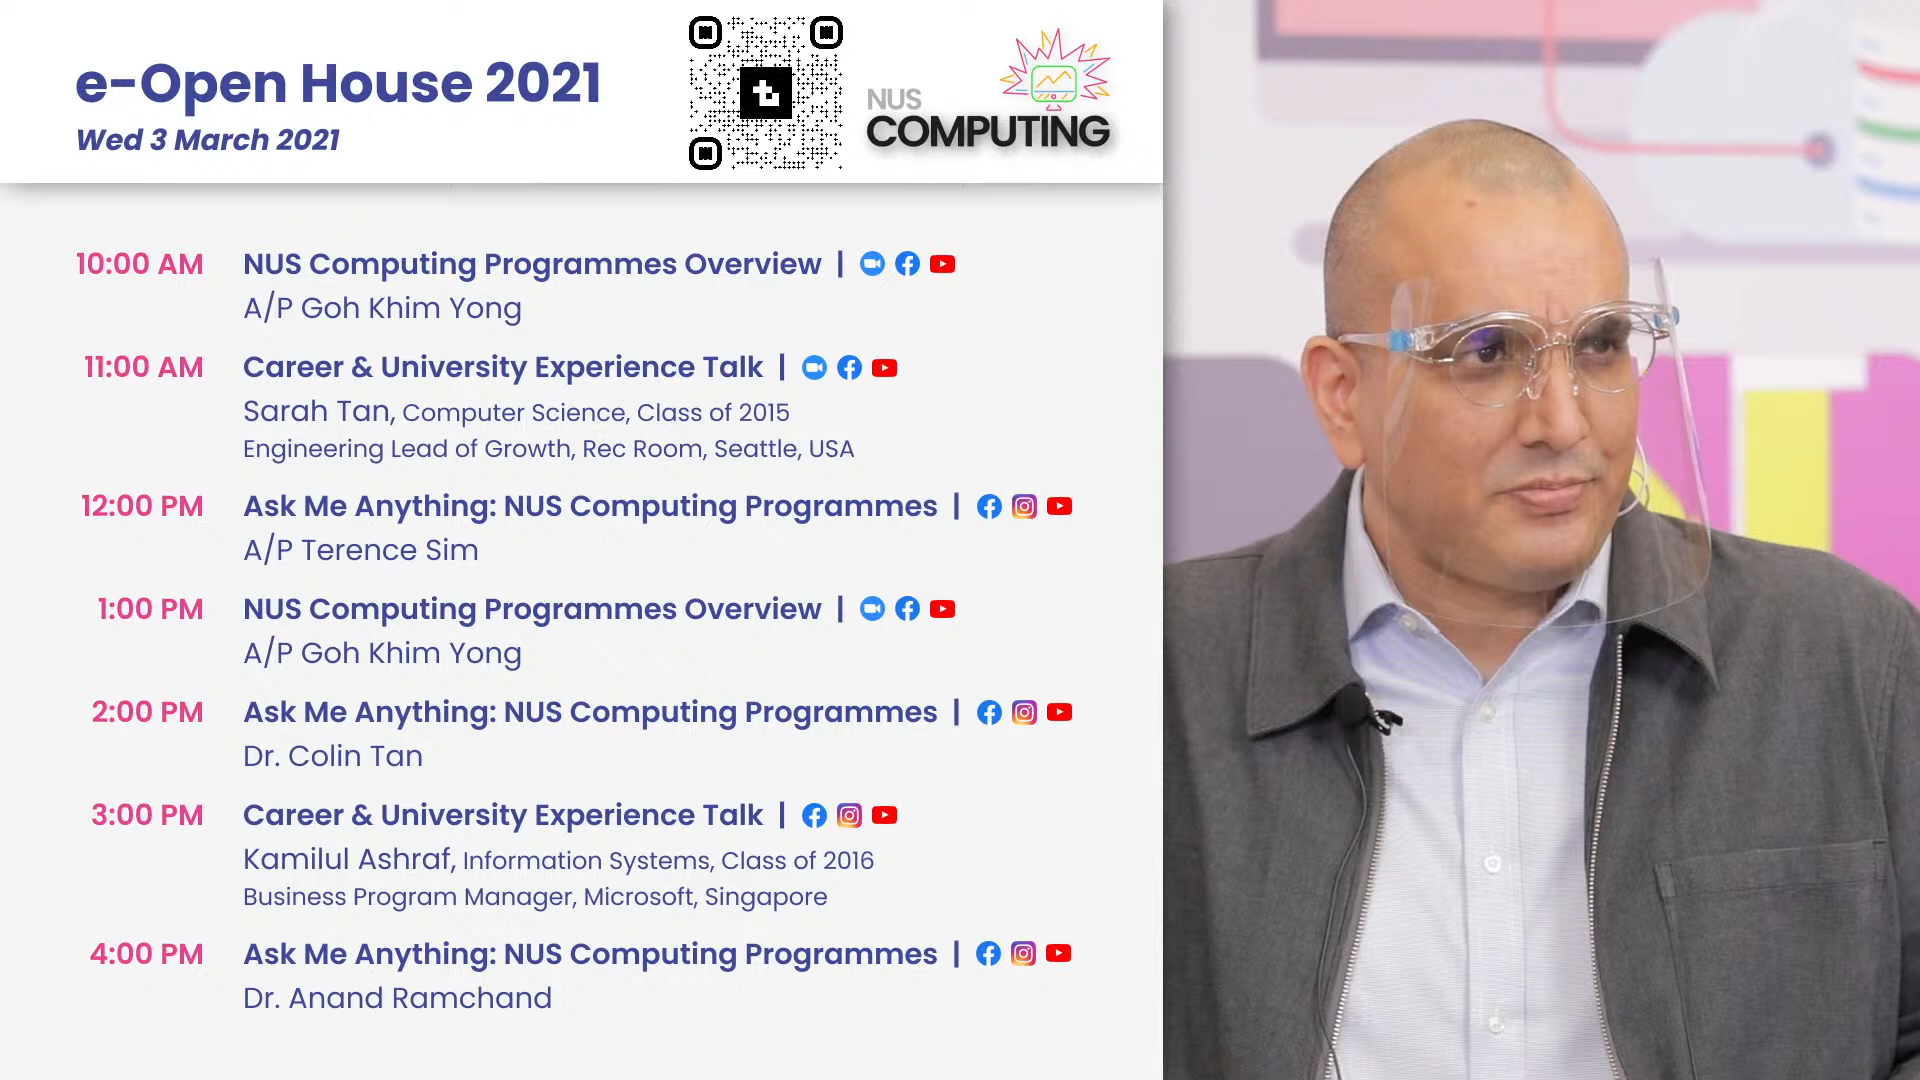 e-Open House 2021
Wed 3 March 2021
NUS
COMPUTING
10:00 AM NUS Computing Programmes Overview |
A/P Goh Khim Yong
11:00 AM Career & University Experience Talk |
Sarah Tan, Computer Science, Class of 2015
Engineering Lead of Growth, Rec Room, Seattle, USA
12:00 PM Ask Me Anything: NUS Computing Programmes |
A/P Terence Sim
1:00 PM NUS Computing Programmes Overview |
A/P Goh Khim Yong
2:00 PM Ask Me Anything: NUS Computing Programmes |
Dr. Colin Tan
3:00 PM Career & University Experience Talk |
Kamilul Ashraf, Information Systems, Class of 2016
Business Program Manager, Microsoft, Singapore
4:00 PM Ask Me Anything: NUS Computing Programmes |
Dr. Anand Ramchand